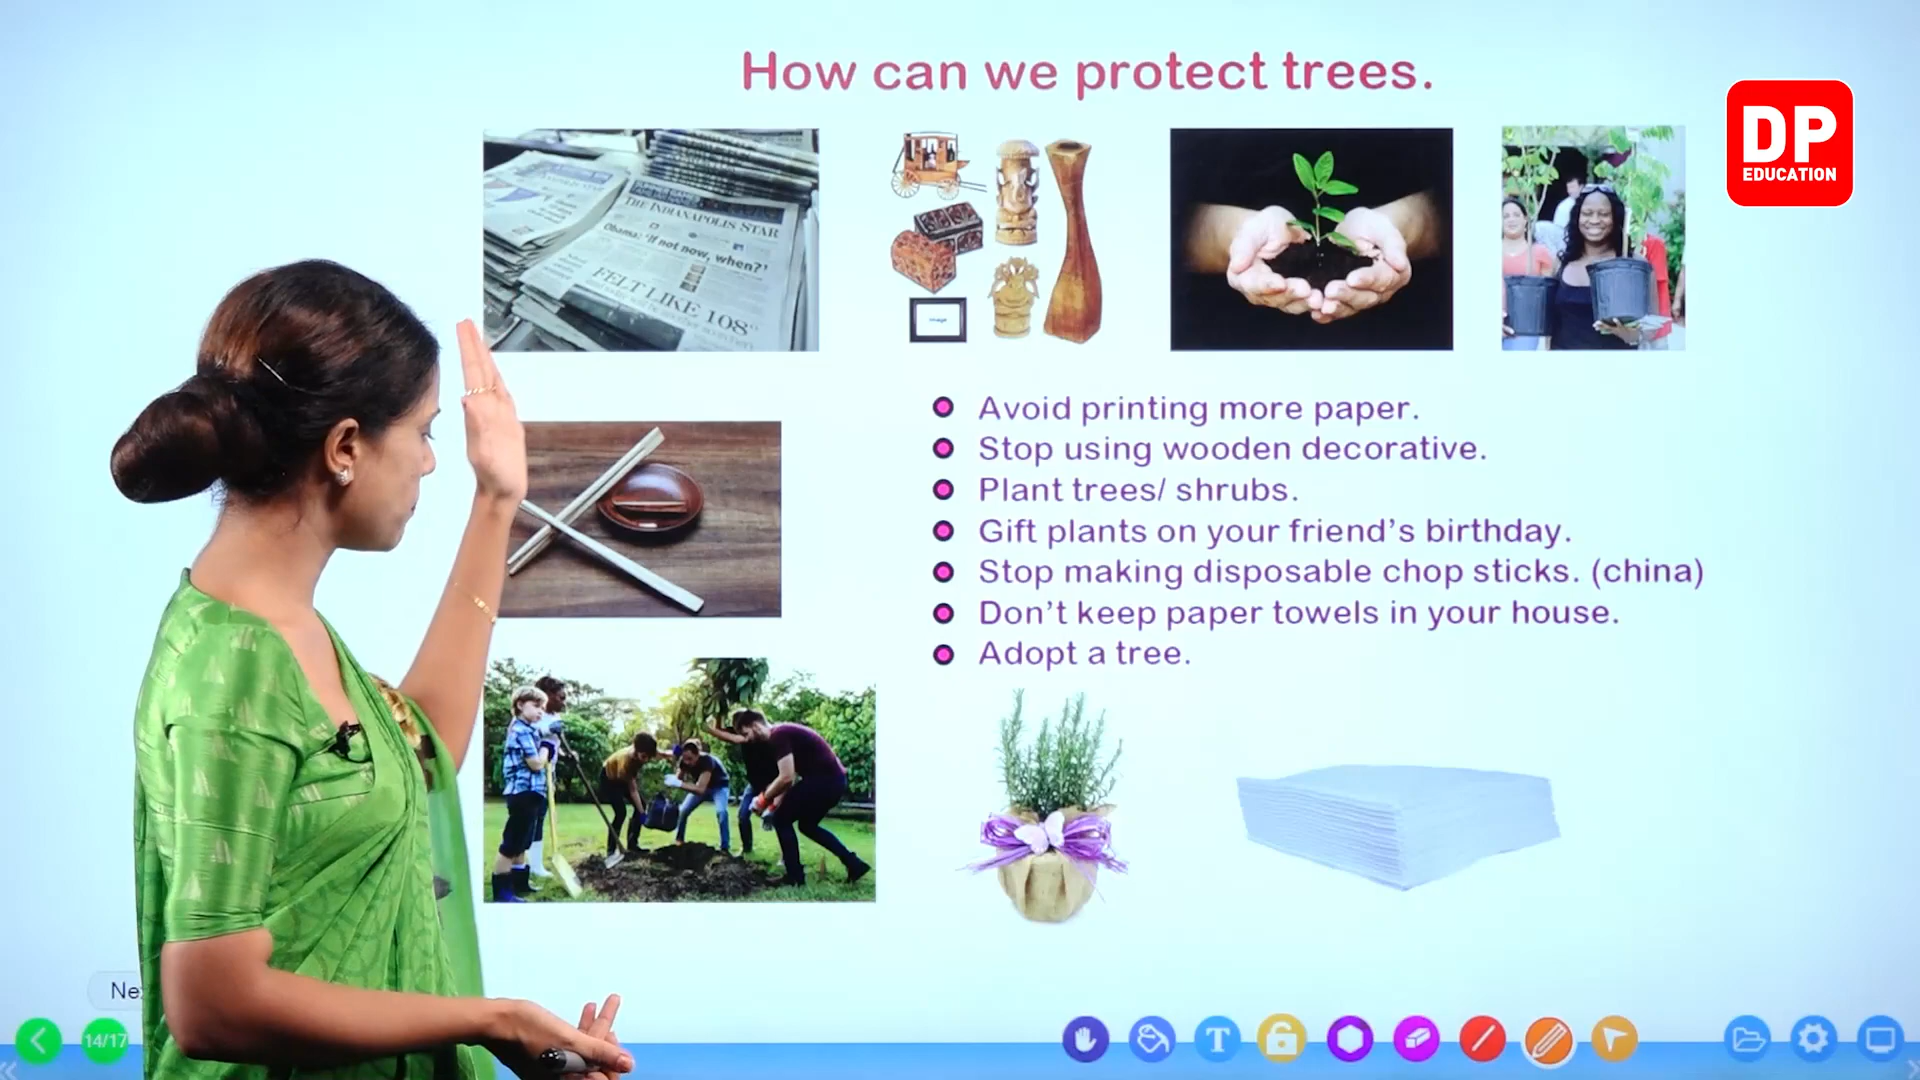 How can we protect trees.
DP
EDUCATION
THE INDIANAPOLIS STAR
Obama: 'If not now, when?'
FELT LIKE 108°
image
Avoid printing more paper.
Stop using wooden decorative.
Plant trees/ shrubs.
Gift plants on your friend's birthday.
Stop making disposable chop sticks. (china)
Don't keep paper towels in your house.
Adopt a tree.
14/17
T